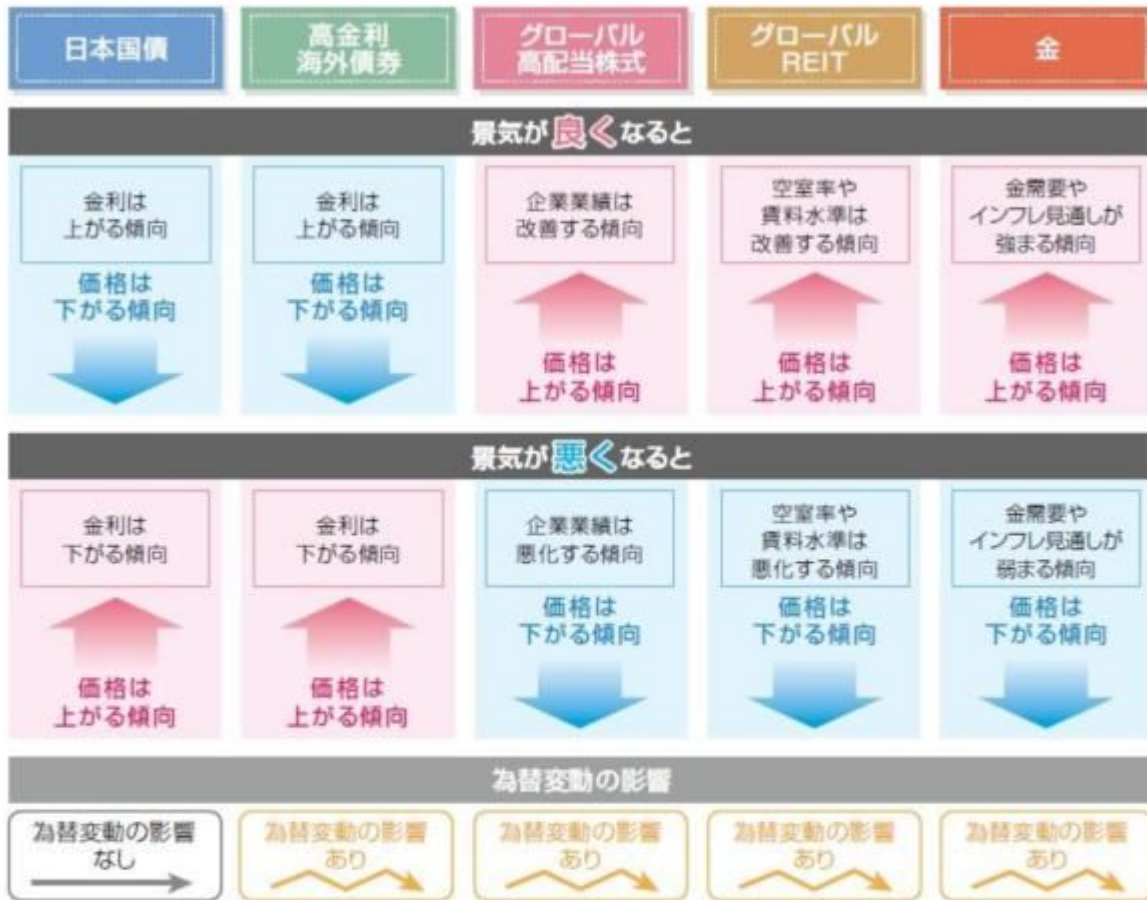 日本国債
高金利
海外債券
グローバル
高配当株式
グローバル
REIT
金
景気が良くなると
金利は
上がる傾向
価格は
下がる傾向
金利は
上がる傾向
価格は
下がる傾向
企業業績は
改善する傾向
価格は
上がる傾向
空室率や
賃料水準は
改善する傾向
価格は
上がる傾向
金需要や
インフレ見通しが
強まる傾向
価格は
上がる傾向
景気が悪くなると
金利は
下がる傾向
価格は
上がる傾向
金利は
下がる傾向
価格は
上がる傾向
企業業績は
悪化する傾向
価格は
下がる傾向
空室率や
賃料水準は
悪化する傾向
価格は
下がる傾向
金需要や
インフレ見通しが
弱まる傾向
価格は
下がる傾向
為替変動の影響
為替変動の影響
なし
為替変動の影響
あり
為替変動の影響
あり
為替変動の影響
あり
為替変動の影響
あり